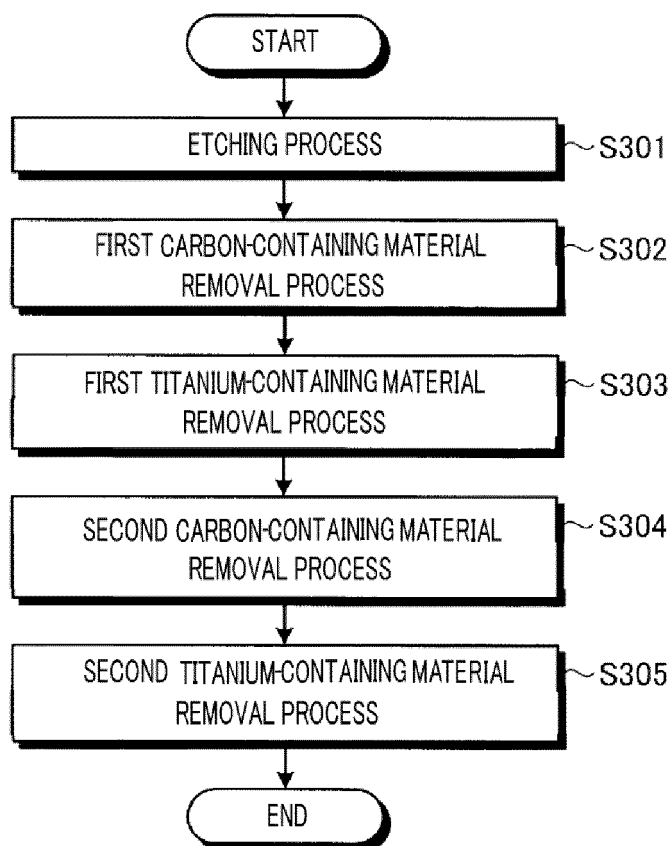 START
ETCHING PROCESS
S301
FIRST CARBON-CONTAINING MATERIAL
REMOVAL PROCESS
S302
FIRST TITANIUM-CONTAINING MATERIAL
REMOVAL PROCESS
S303
SECOND CARBON-CONTAINING MATERIAL
REMOVAL PROCESS
S304
SECOND TITANIUM-CONTAINING MATERIAL
REMOVAL PROCESS
S305
END